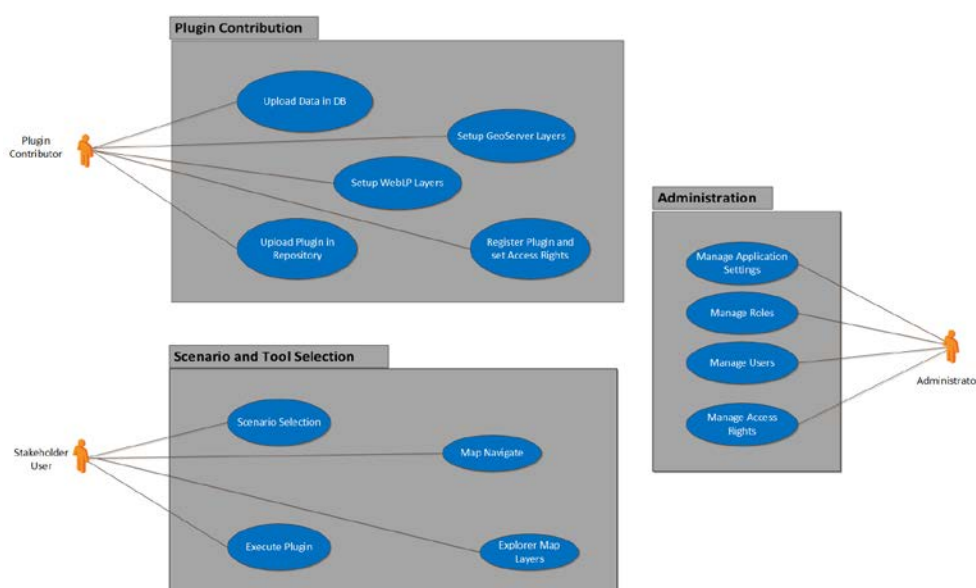 Plugin Contribution
Upload Data in DB
Setup GeoServer Layers
Plugin
Contributor
Setup WebLP Layers
Upload Plugin in
Repository
Register Plugin and
set Access Rights
Administration
Manage Application
Settings
Manage Roles
Manage Users
Manage Access
Rights
Administrato
Scenario and Tool Selection
Scenario Selection
Map Navigate
Stakeholder
User
Execute Plugin
Explorer Map
Layers